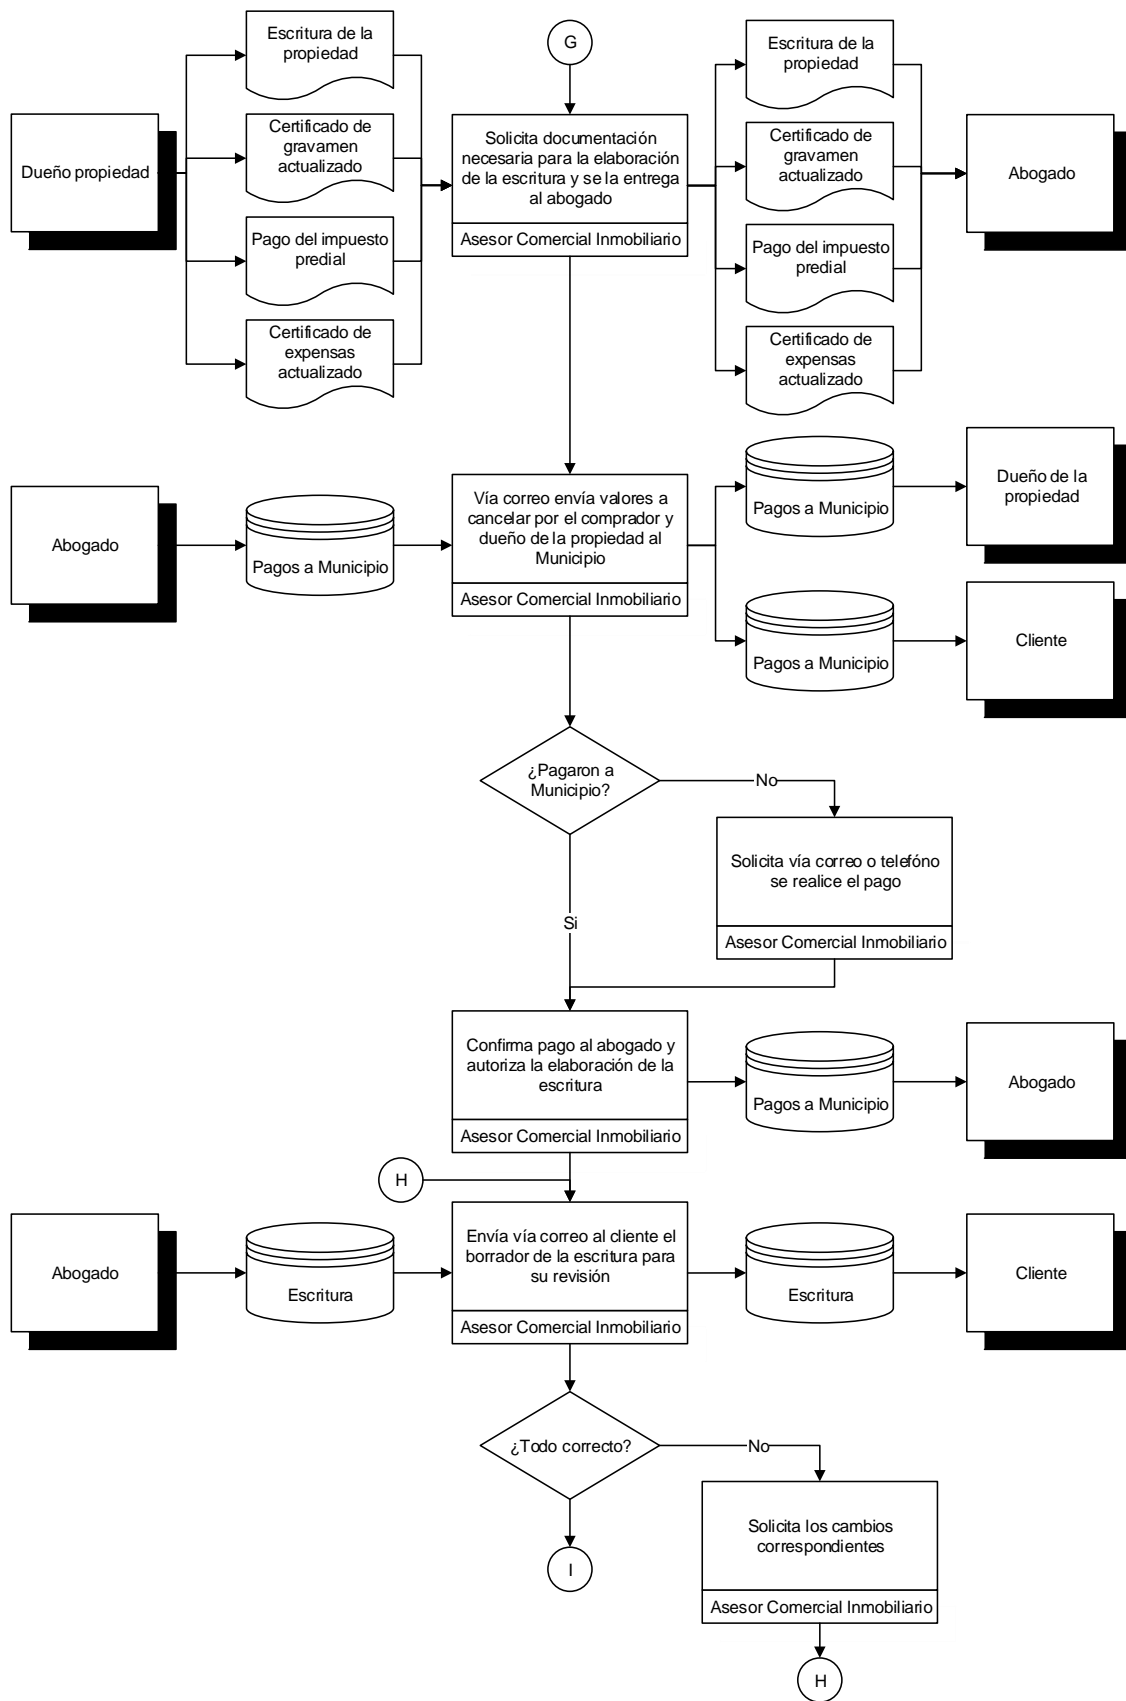 G
Escritura de la
propiedad
Certificado de
gravamen
actualizado
Pago del impuesto
predial
Certificado de
expensas
actualizado
Dueño propiedad
Solicita documentación
necesaria para la elaboración
de la escritura y se la entrega
al abogado
Asesor Comercial Inmobiliario
Escritura de la
propiedad
Certificado de
gravamen
actualizado
Pago del impuesto
predial
Certificado de
expensas
actualizado
Abogado
Abogado
Pagos a Municipio
Vía correo envía valores a
cancelar por el comprador y
dueño de la propiedad al
Municipio
Asesor Comercial Inmobiliario
Pagos a Municipio
Dueño de la
propiedad
Pagos a Municipio
Cliente
¿Pagaron a
Municipio?
No
Solicita vía correo o telefóno
se realice el pago
Asesor Comercial Inmobiliario
Si
Confirma pago al abogado y
autoriza la elaboración de la
escritura
Asesor Comercial Inmobiliario
Pagos a Municipio
Abogado
H
Abogado
Escritura
Envía vía correo al cliente el
borrador de la escritura para
su revisión
Asesor Comercial Inmobiliario
Escritura
Cliente
¿Todo correcto?
No
Solicita los cambios
correspondientes
Asesor Comercial Inmobiliario
I
H